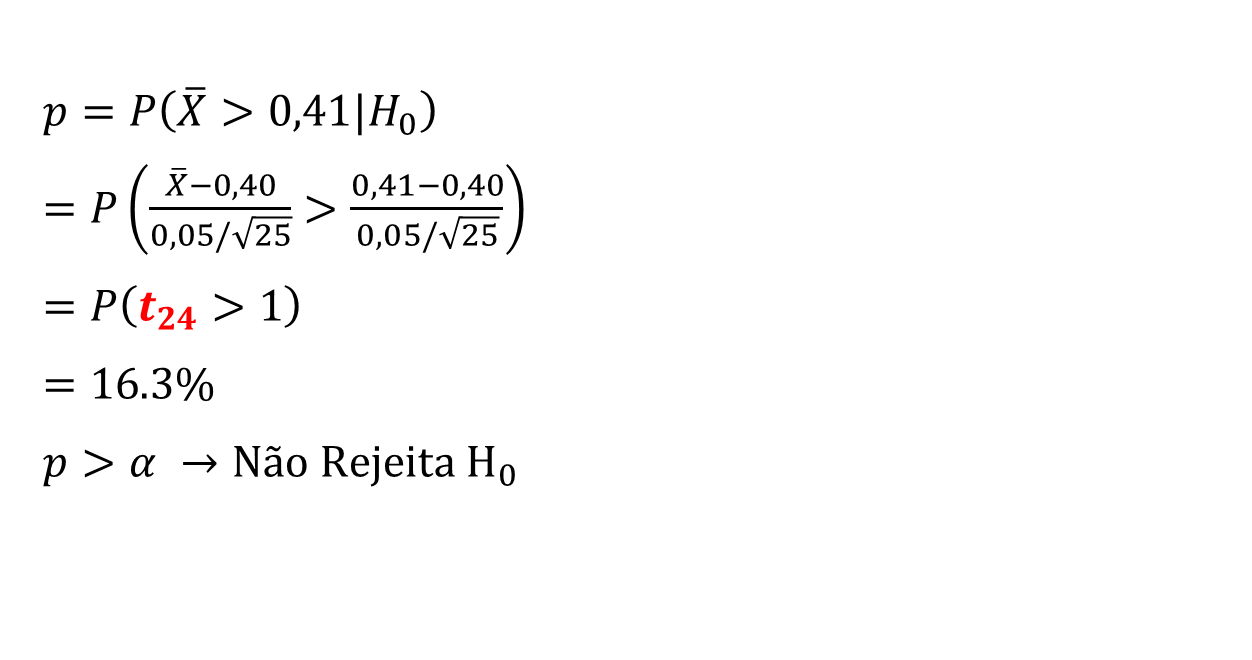 p = P(X̄ > 0,41|H₀)
= P((X̄−0,40)/(0,05/√25) > (0,41−0,40)/(0,05/√25))
= P(t₂₄ > 1)
= 16.3%
p > α → Não Rejeita H₀